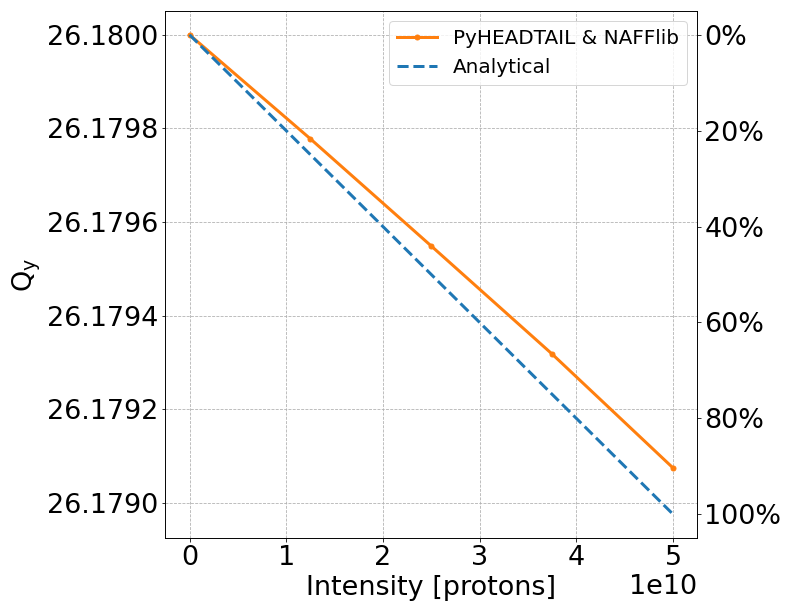 26.1800
26.1798
26.1796
26.1794
26.1792
26.1790
Qy
PyHEADTAIL & NAFFlib
Analytical
0%
20%
40%
60%
80%
100%
0 1 2 3 4 5
1e10
Intensity [protons]